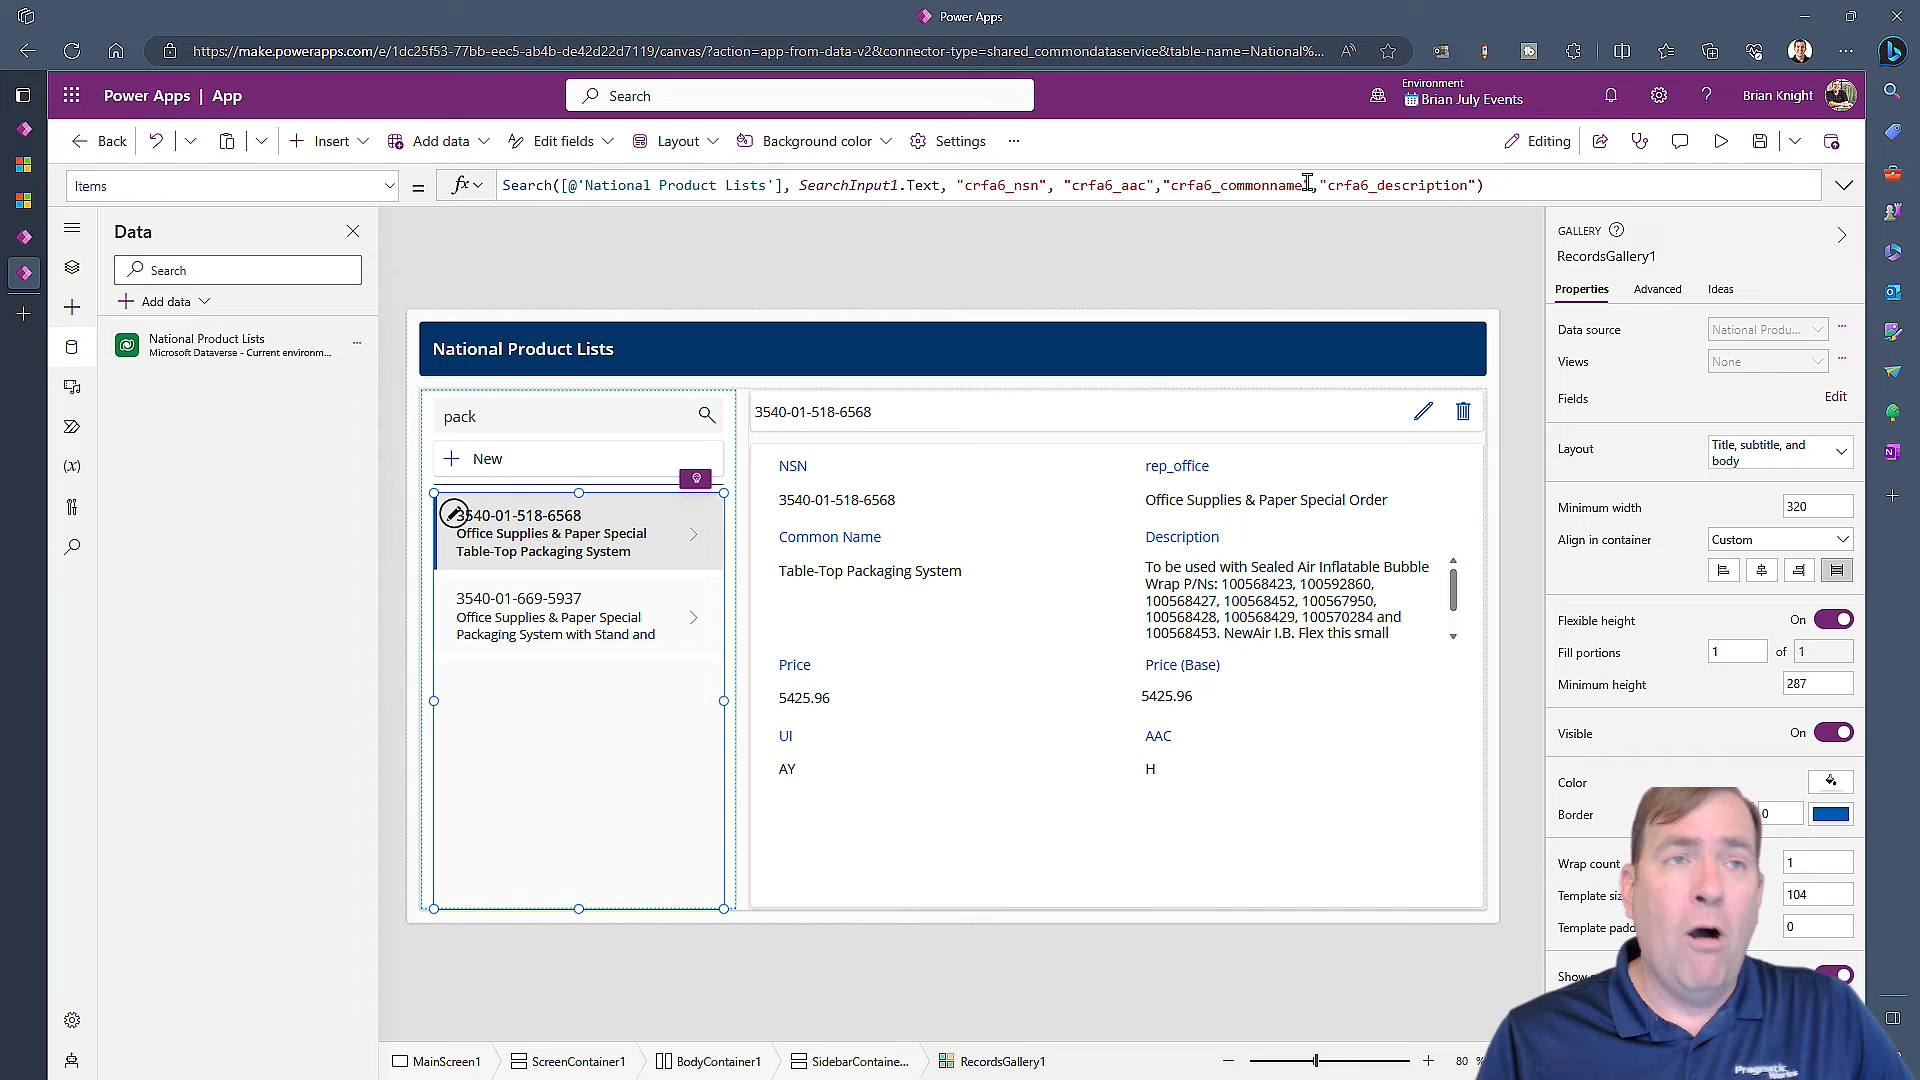 Power Apps
https://make.powerapps.com/e/1dc25f53-77bb-eec5-ab4b-de42d22d7119/canvas/?action=app-from-data-v2&connector-type=shared_commondataservice&table-name=National%...
Power Apps | App
Search
Environment
Brian July Events
Brian Knight
Back
Insert
Add data
Edit fields
Layout
Background color
Settings
Editing
Items
=
fx
Search([@'National Product Lists'], SearchInput1.Text, "crfa6_nsn", "crfa6_aac","crfa6_commonname","crfa6_description")
Data
Search
Add data
National Product Lists
Microsoft Dataverse - Current environm...
National Product Lists
pack
New
3540-01-518-6568
Office Supplies & Paper Special
Table-Top Packaging System
3540-01-669-5937
Office Supplies & Paper Special
Packaging System with Stand and
3540-01-518-6568
NSN
rep_office
3540-01-518-6568
Office Supplies & Paper Special Order
Common Name
Description
Table-Top Packaging System
To be used with Sealed Air Inflatable Bubble
Wrap P/Ns: 100568423, 100592860,
100568427, 100568452, 100567950,
100568428, 100568429, 100570284 and
100568453. NewAir I.B. Flex this small
Price
Price (Base)
5425.96
5425.96
UI
AAC
AY
H
GALLERY
RecordsGallery1
Properties
Advanced
Ideas
Data source
National Produ...
Views
None
Fields
Edit
Layout
Title, subtitle, and
body
Minimum width
320
Align in container
Custom
Flexible height
On
Fill portions
1
of
1
Minimum height
287
Visible
On
Color
Border
0
Wrap count
1
Template si
104
Template padd
0
Show
MainScreen1
ScreenContainer1
BodyContainer1
SidebarContaine...
RecordsGallery1
80 %
Pragmatic
Works